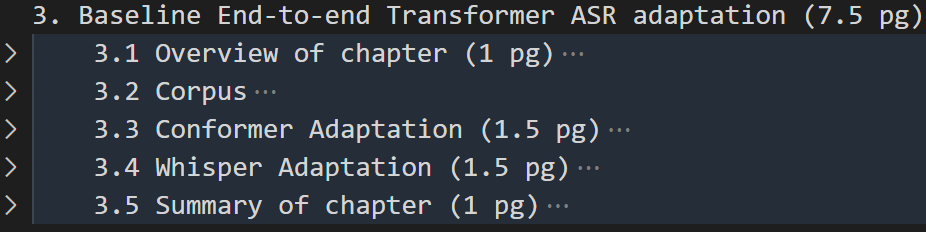 3. Baseline End-to-end Transformer ASR adaptation (7.5 pg)
3.1 Overview of chapter (1 pg)⋯
3.2 Corpus⋯
3.3 Conformer Adaptation (1.5 pg)⋯
3.4 Whisper Adaptation (1.5 pg)⋯
3.5 Summary of chapter (1 pg)⋯